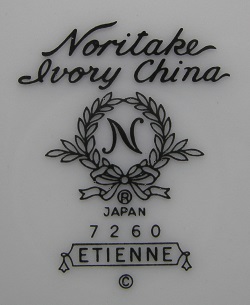 Noritake
Ivory China
N
®
JAPAN
7260
ETIENNE
©